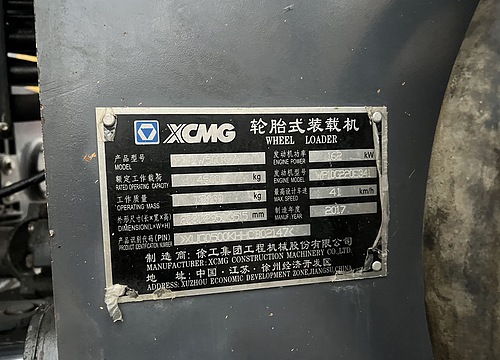 XCMG 轮胎式装载机
WHEEL LOADER
产品型号
MODEL
发动机功率 162 kW
ENGINE POWER
额定工作载荷 kg
RATED OPERATING CAPACITY
发动机型号
ENGINE MODEL
工作质量 kg
OPERATING MASS
最高设计车速 41 km/h
MAX. SPEED
外形尺寸(长×宽×高) mm
DIMENSION(L×W×H)
制造年度 2017
MANUF. YEAR
产品识别代码(PIN)
PRODUCT IDENTIFICATION NUMBER
制造商: 徐工集团工程机械股份有限公司
MANUFACTURER: XCMG CONSTRUCTION MACHINERY CO.,LTD.
地 址: 中国·江苏·徐州经济开发区
ADDRESS: XUZHOU ECONOMIC DEVELOPMENT ZONE,JIANGSU,CHINA